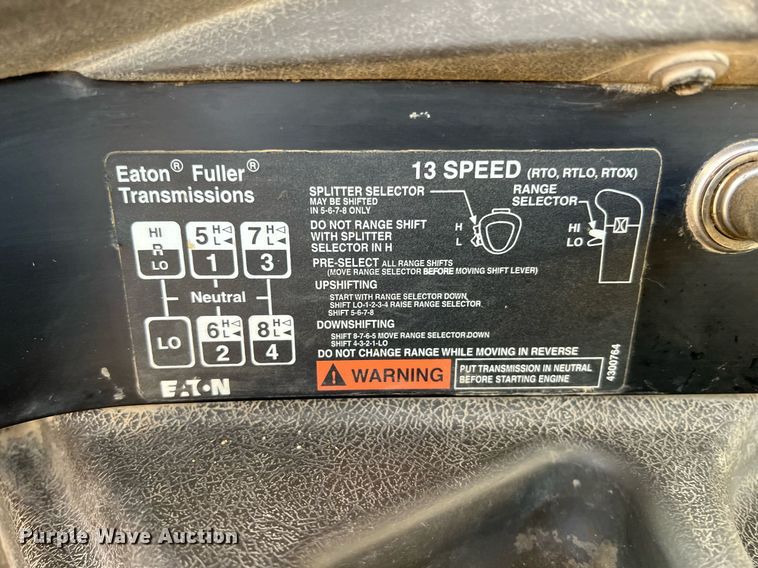 Eaton® Fuller®
Transmissions
13 SPEED (RTO, RTLO, RTOX)
SPLITTER SELECTOR
MAY BE SHIFTED
IN 5-6-7-8 ONLY
RANGE
SELECTOR
H
L
HI
LO
DO NOT RANGE SHIFT
WITH SPLITTER
SELECTOR IN H
PRE-SELECT ALL RANGE SHIFTS
(MOVE RANGE SELECTOR BEFORE MOVING SHIFT LEVER)
UPSHIFTING
START WITH RANGE SELECTOR DOWN
SHIFT LO-1-2-3-4 RAISE RANGE SELECTOR
SHIFT 5-6-7-8
DOWNSHIFTING
SHIFT 8-7-6-5 MOVE RANGE SELECTOR DOWN
SHIFT 4-3-2-1-LO
DO NOT CHANGE RANGE WHILE MOVING IN REVERSE
WARNING
PUT TRANSMISSION IN NEUTRAL
BEFORE STARTING ENGINE
4300764
HI
R
LO
5 H L
1
7 H L
3
Neutral
LO
6 H L
2
8 H L
4
EATON
Purple Wave Auction